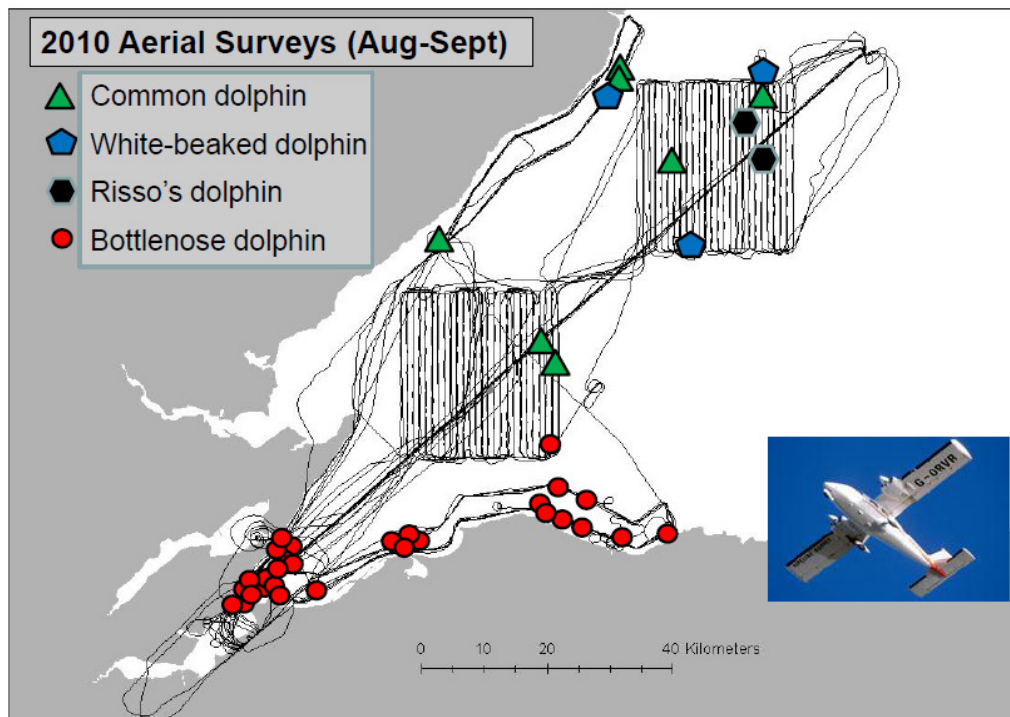 2010 Aerial Surveys (Aug-Sept)
Common dolphin
White-beaked dolphin
Risso's dolphin
Bottlenose dolphin
G-ORVR
0 10 20 40 Kilometers